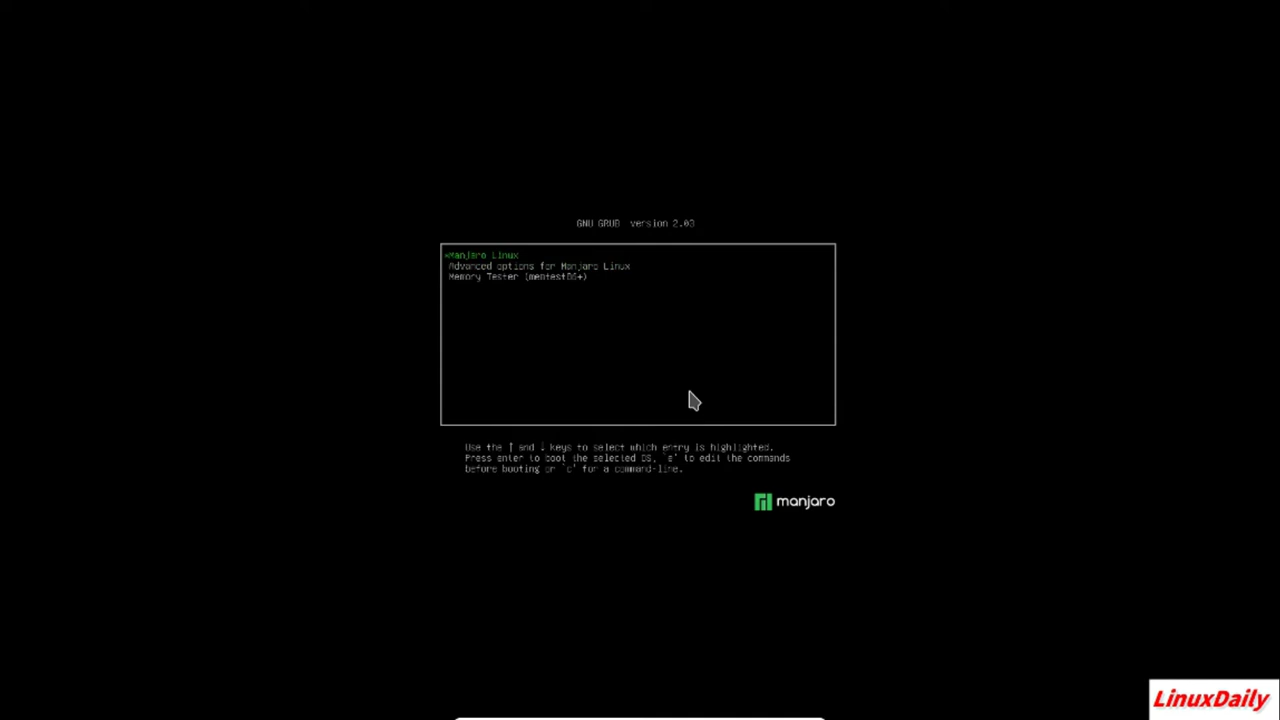 GNU GRUB version 2.03
*Manjaro Linux
Advanced options for Manjaro Linux
Memory Tester (memtestOS+)
Use the ↑ and ↓ keys to select which entry is highlighted.
Press enter to boot the selected OS, `e' to edit the commands
before booting or `c' for a command-line.
manjaro
LinuxDaily